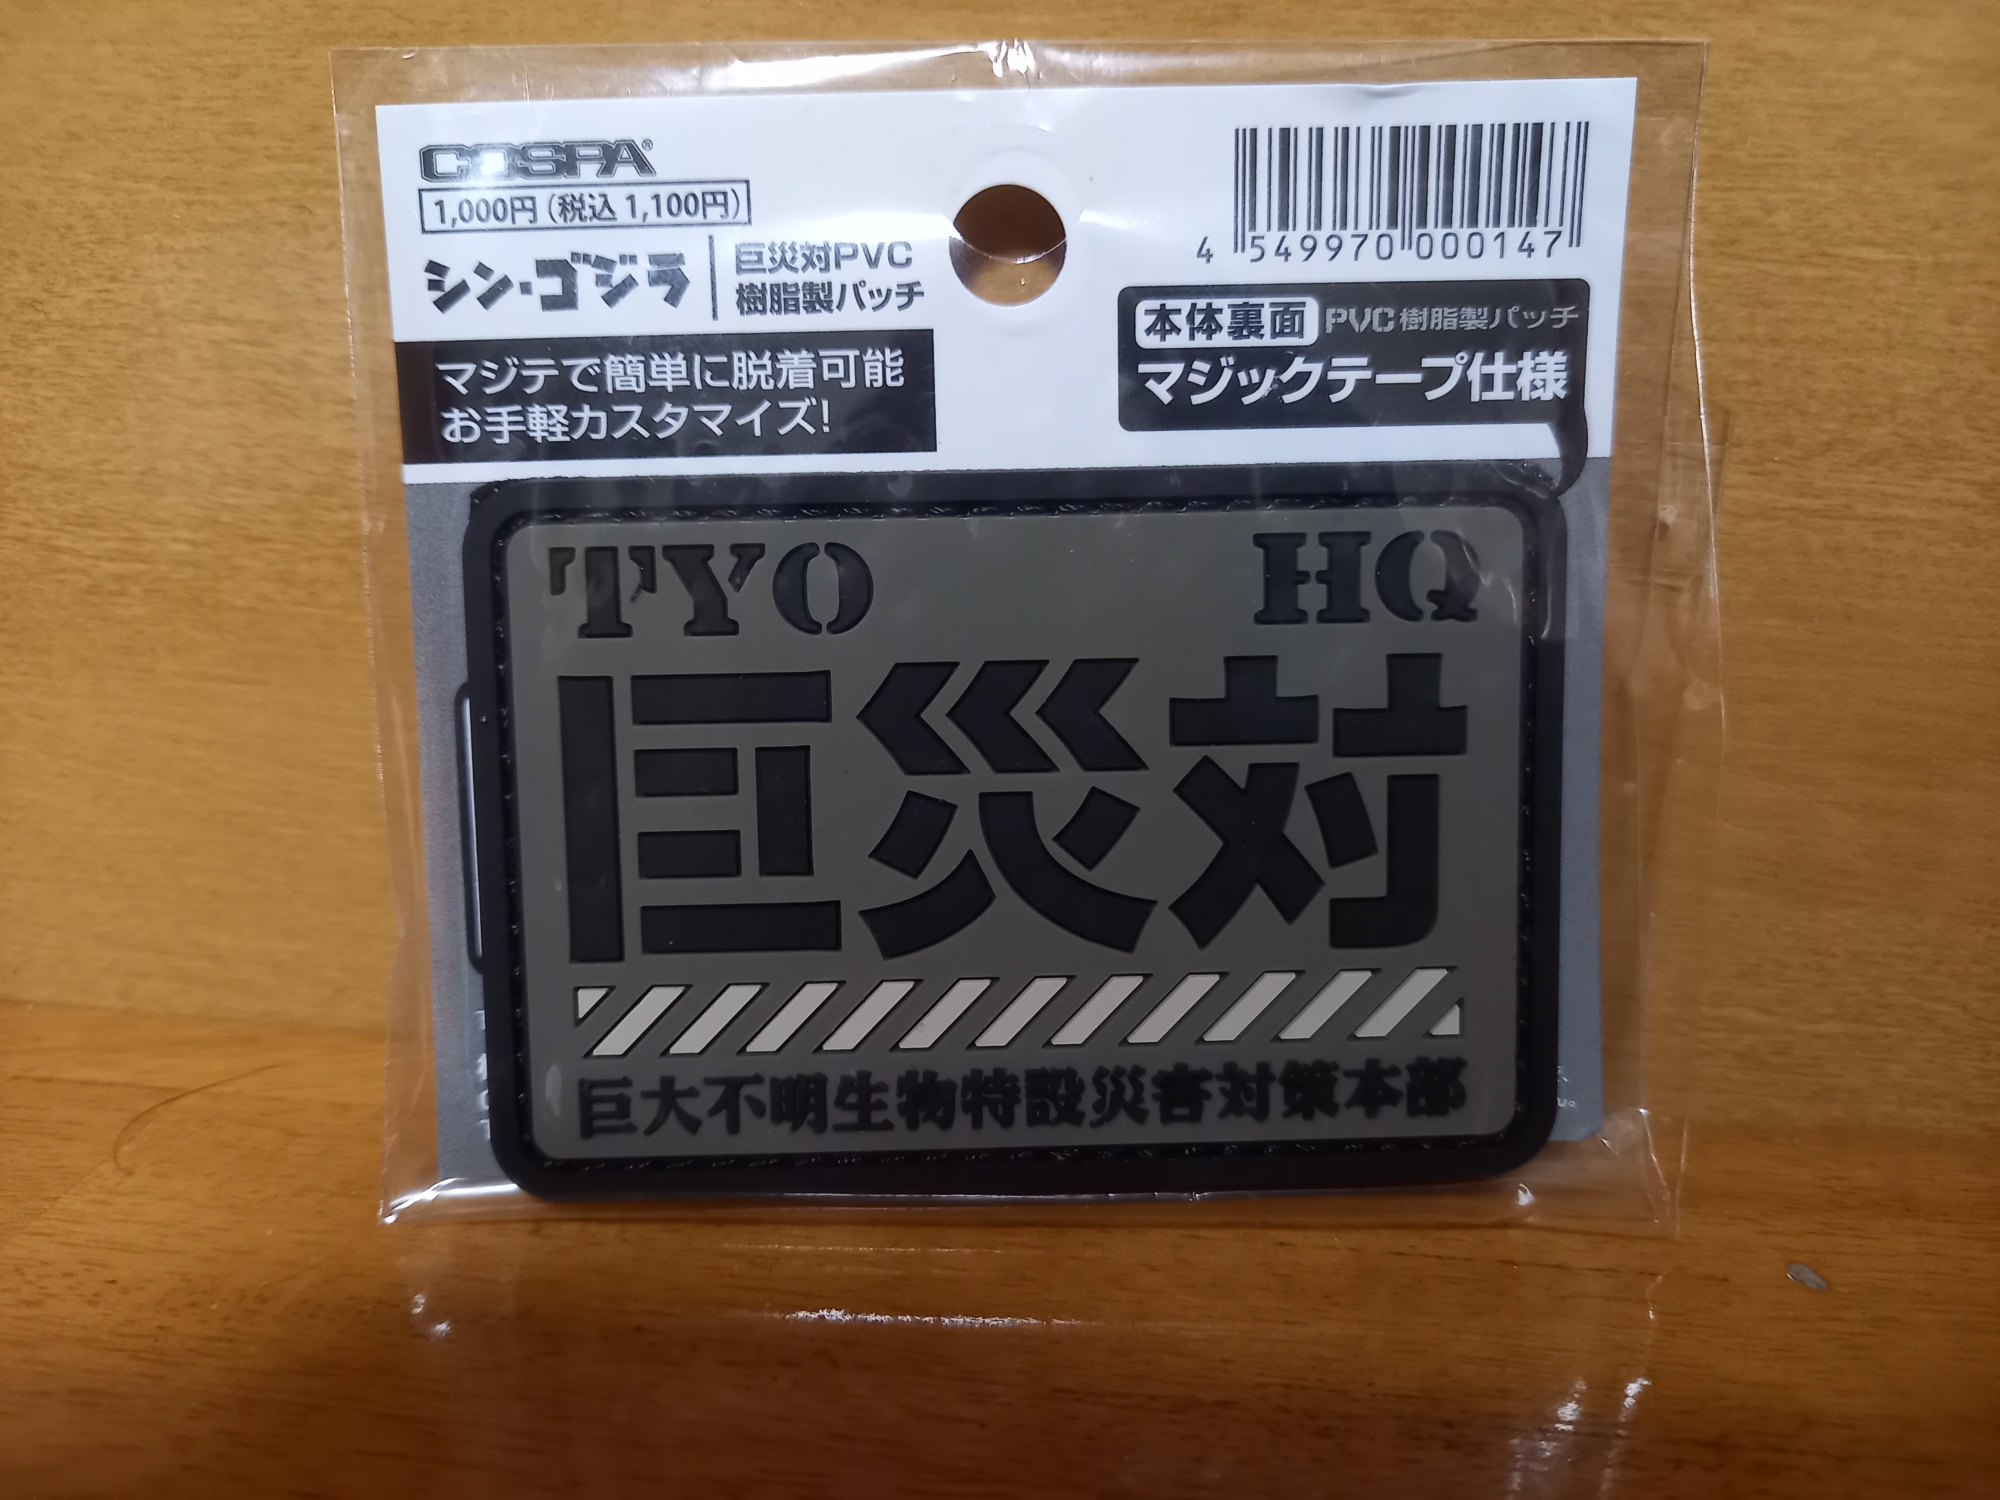 COSPA®
1,000円(税込 1,100円)
シン・ゴジラ
巨災対PVC
樹脂製パッチ
4 549970 000147
本体裏面 PVC樹脂製パッチ
マジックテープ仕様
マジテで簡単に脱着可能
お手軽カスタマイズ!
TYO HQ
巨災対
巨大不明生物特設災害対策本部